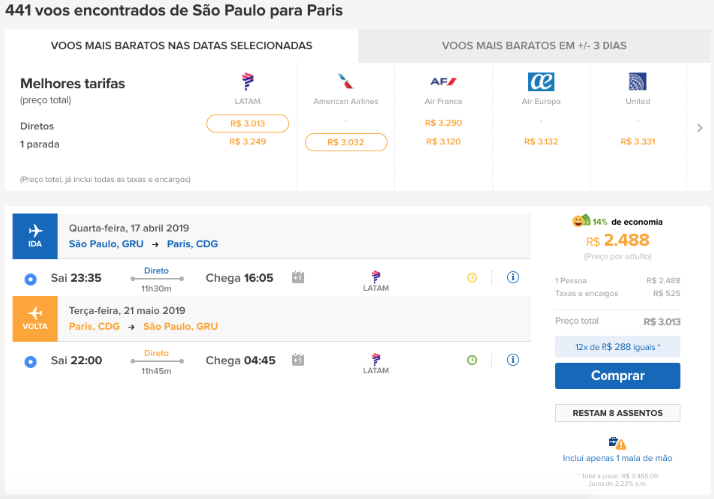 441 voos encontrados de São Paulo para Paris
VOOS MAIS BARATOS NAS DATAS SELECIONADAS
VOOS MAIS BARATOS EM +/- 3 DIAS
Melhores tarifas
(preço total)
LATAM
American Airlines
AF
Air France
Air Europa
United
Diretos
R$ 3.013
-
R$ 3.290
-
-
1 parada
R$ 3.249
R$ 3.032
R$ 3.120
R$ 3.132
R$ 3.331
(Preço total, já inclui todas as taxas e encargos)
IDA
Quarta-feira, 17 abril 2019
São Paulo, GRU → Paris, CDG
Sai 23:35
Direto
11h30m
Chega 16:05
+1
LATAM
VOLTA
Terça-feira, 21 maio 2019
Paris, CDG → São Paulo, GRU
Sai 22:00
Direto
11h45m
Chega 04:45
+1
LATAM
14% de economia
R$ 2.488
(Preço por adulto)
1 Pessoa R$ 2.488
Taxas e encargos R$ 525
Preço total R$ 3.013
12x de R$ 288 iguais *
Comprar
RESTAM 8 ASSENTOS
Inclui apenas 1 mala de mão
* Total a prazo: R$ 3.465,00
Juros de 2,22% a.m.